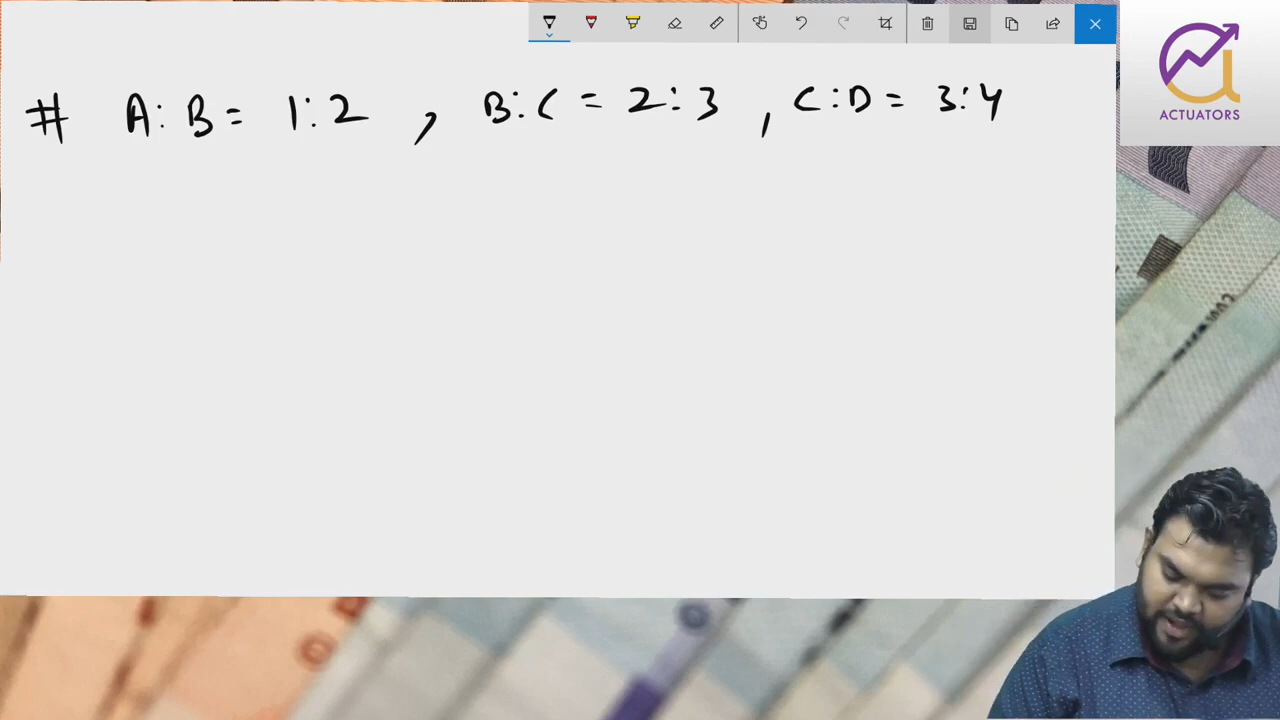 # A:B = 1:2 , B:C = 2:3 , C:D = 3:4
ACTUATORS